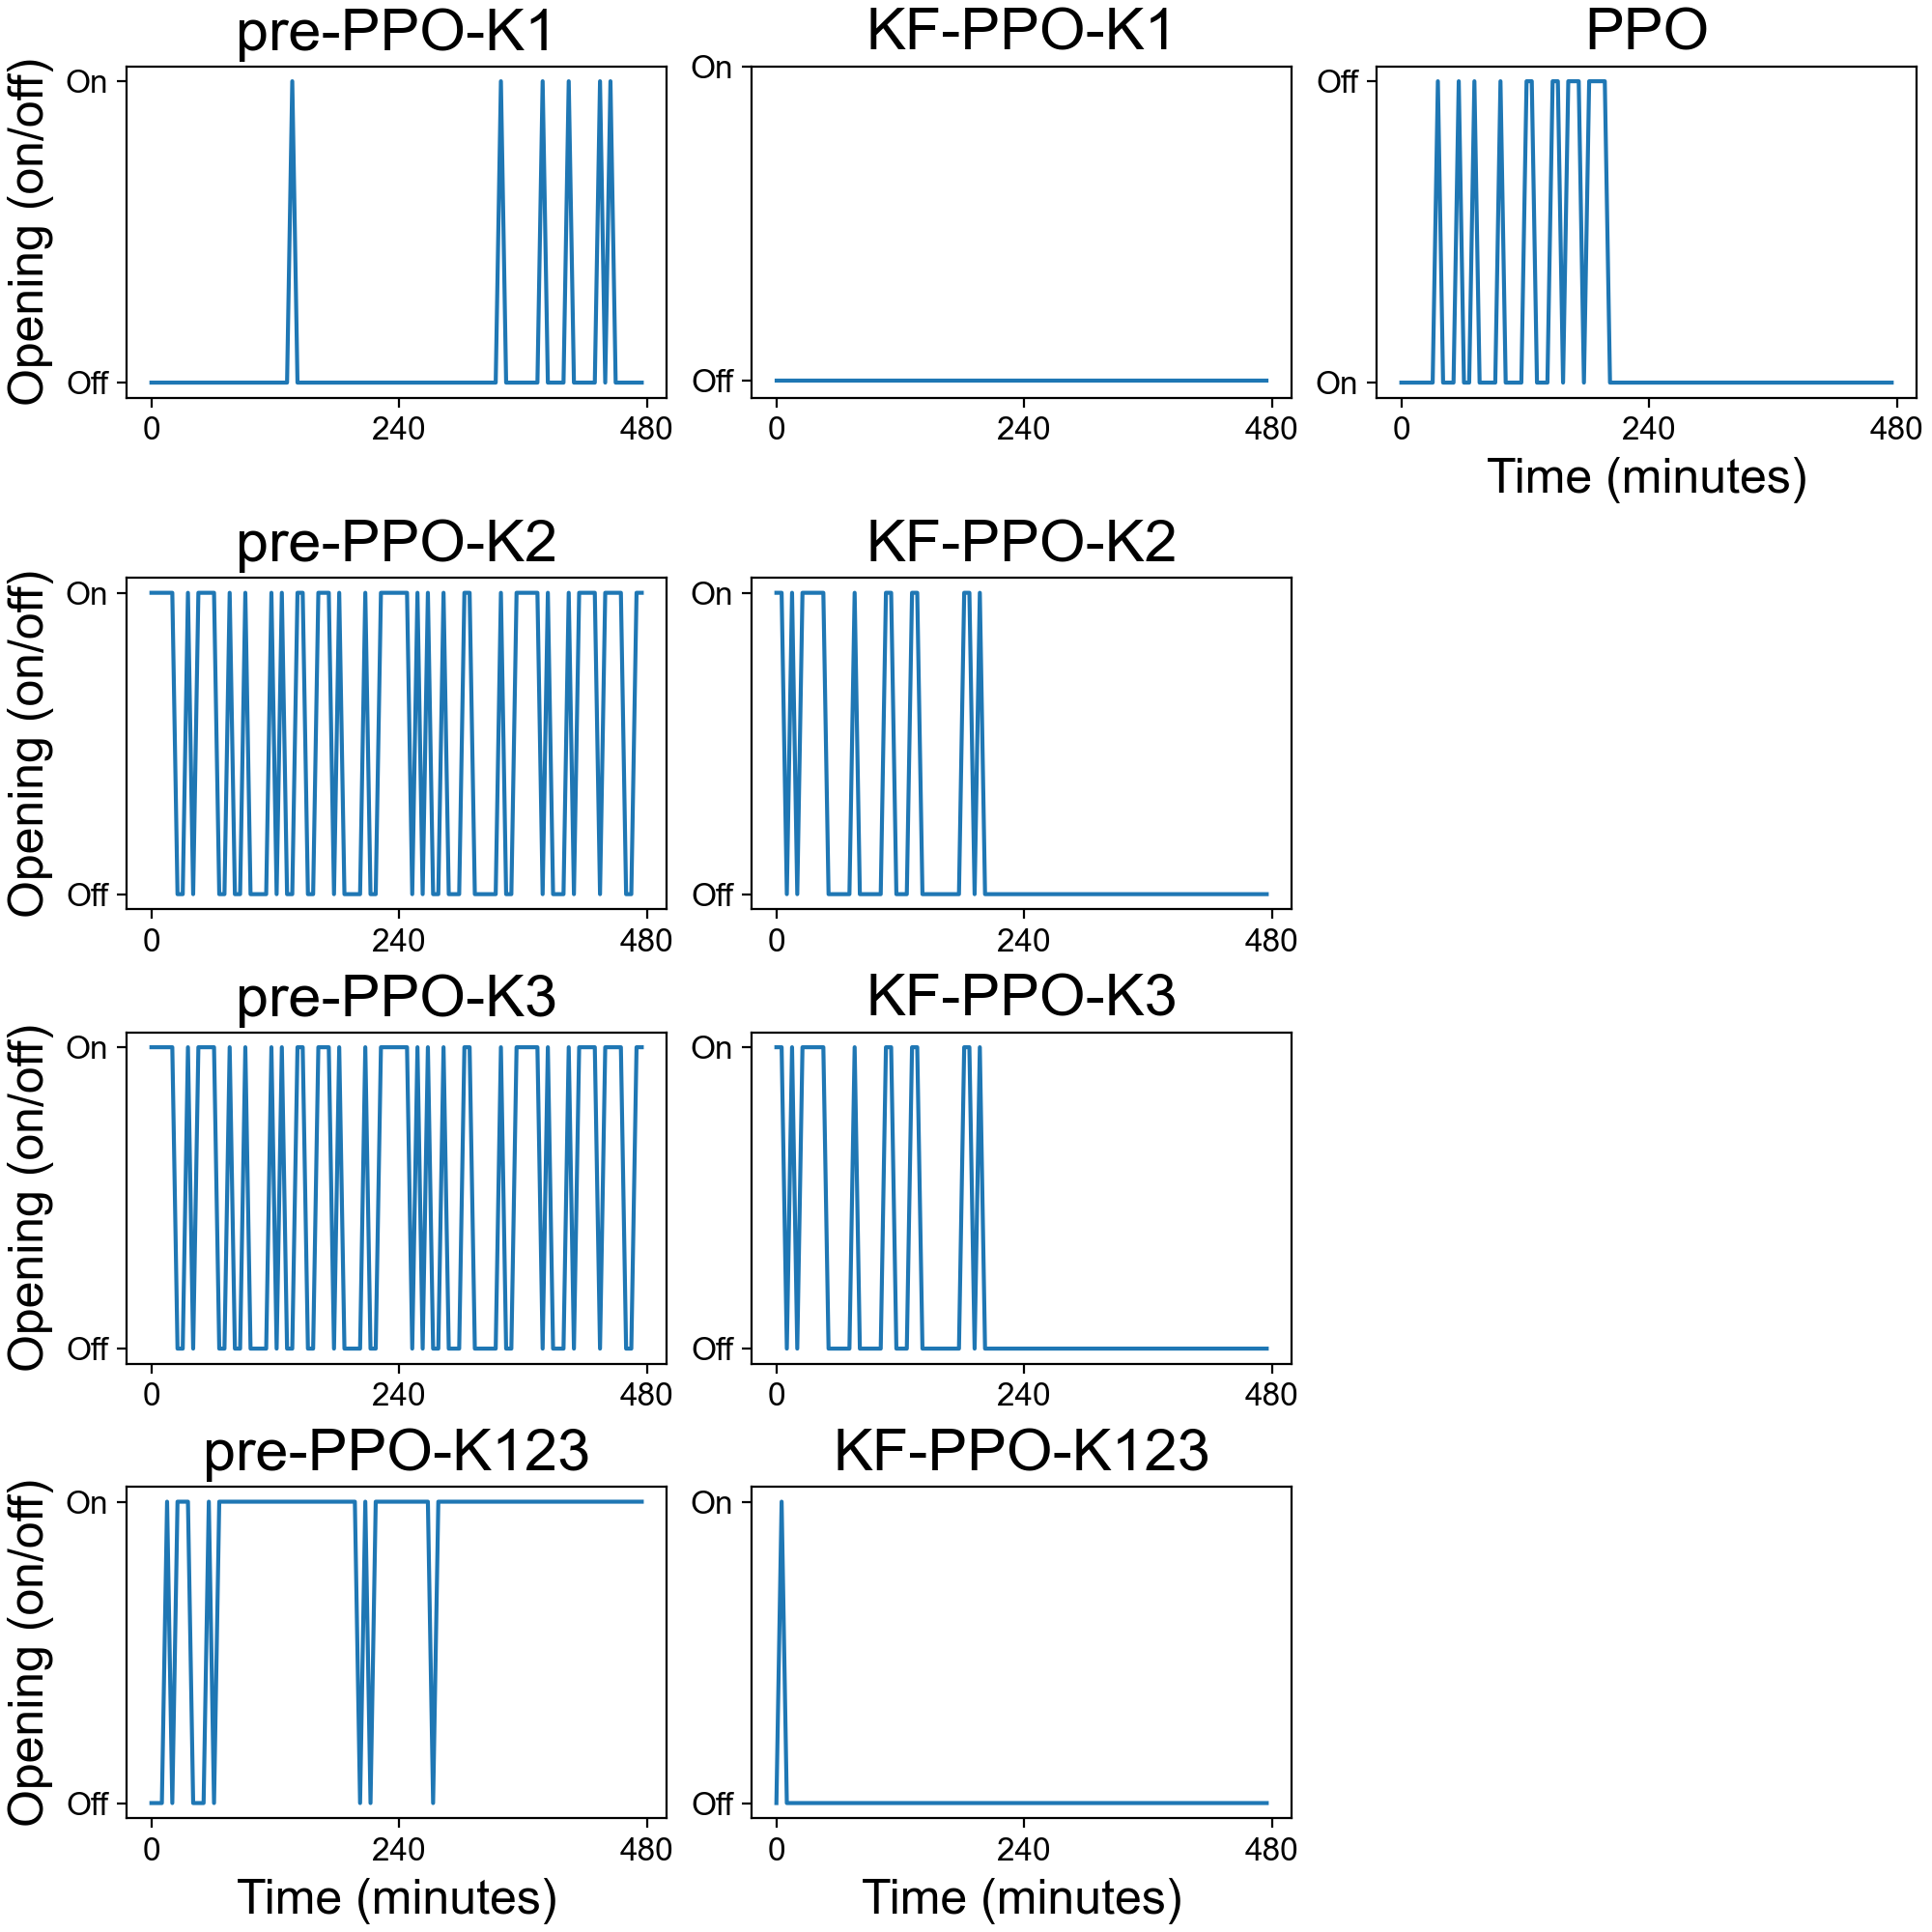 pre-PPO-K1
KF-PPO-K1
PPO
Opening (on/off)
On
Off
0 240 480
On
Off
0 240 480
Off
On
0 240 480
Time (minutes)
pre-PPO-K2
KF-PPO-K2
Opening (on/off)
On
Off
0 240 480
On
Off
0 240 480
pre-PPO-K3
KF-PPO-K3
Opening (on/off)
On
Off
0 240 480
On
Off
0 240 480
pre-PPO-K123
KF-PPO-K123
Opening (on/off)
On
Off
0 240 480
Time (minutes)
On
Off
0 240 480
Time (minutes)